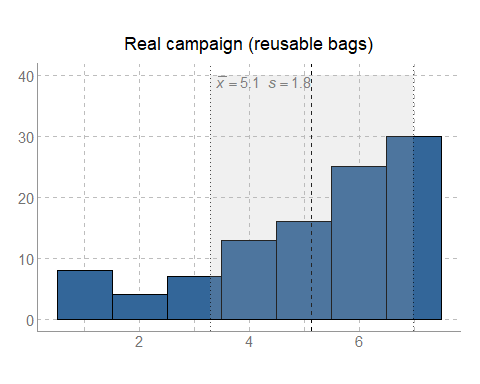 Real campaign (reusable bags)
40
x̅ = 5.1 s = 1.8
30
20
10
0
2 4 6